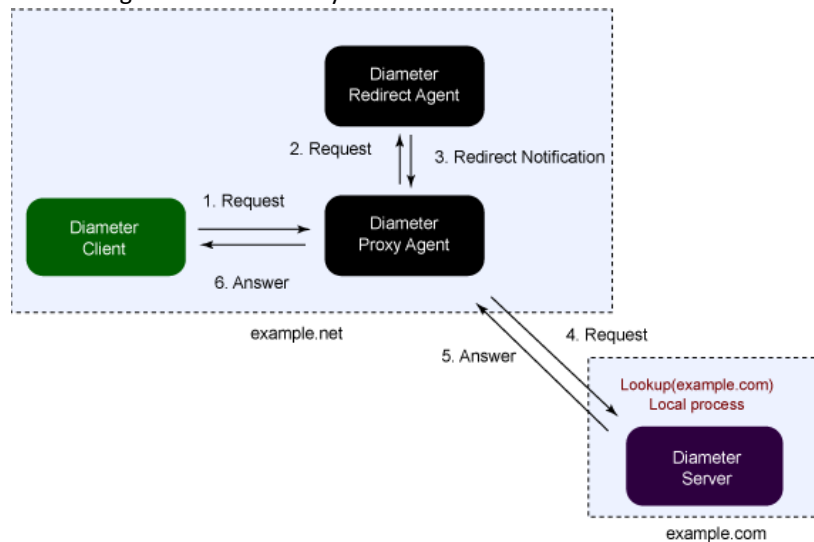 Diameter
Redirect Agent
2. Request
3. Redirect Notification
1. Request
Diameter
Client
Diameter
Proxy Agent
6. Answer
example.net
4. Request
5. Answer
Lookup(example.com)
Local process
Diameter
Server
example.com